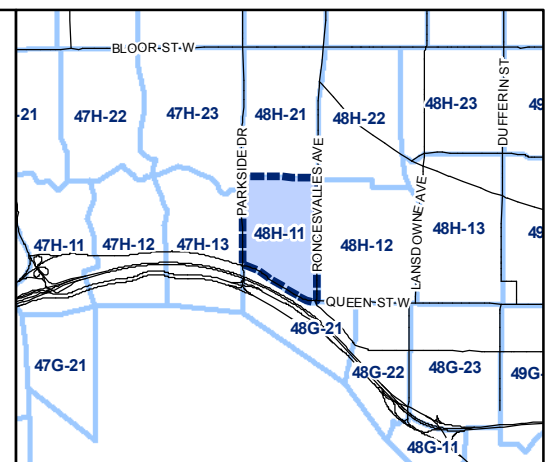 BLOOR ST W
-21
47H-22
47H-23
48H-21
48H-22
48H-23
49
DUFFERIN ST
PARKSIDE DR
RONCESVALLES AVE
LANSDOWNE AVE
47H-11
47H-12
47H-13
48H-11
48H-12
48H-13
49
QUEEN ST W
48G-21
47G-21
48G-22
48G-23
49G-
48G-11